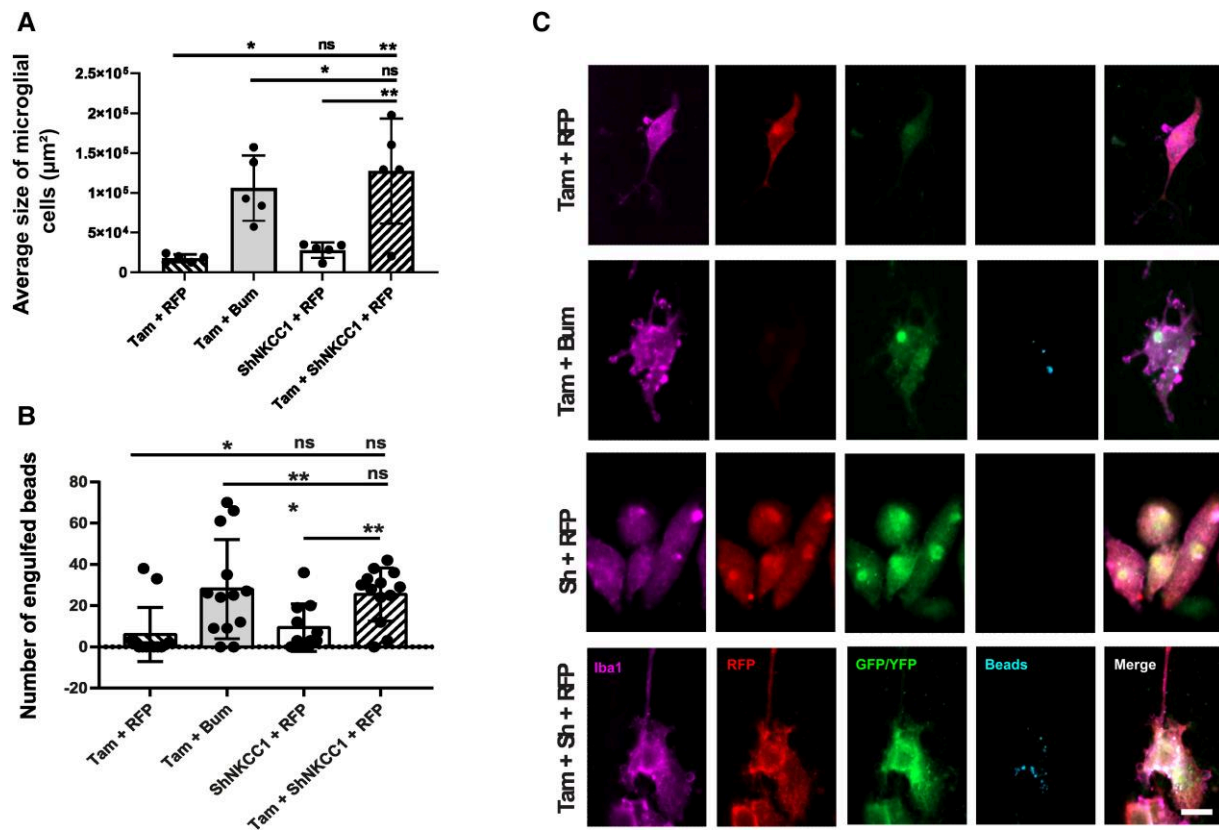 A
* ns **
* ns
**
Average size of microglial cells (µm²)
2.5×10⁵
2×10⁵
1.5×10⁵
1×10⁵
5×10⁴
0
Tam + RFP
Tam + Bum
ShNKCC1 + RFP
Tam + ShNKCC1 + RFP
B
* ns ns
** ns
* **
Number of engulfed beads
80
60
40
20
0
-20
Tam + RFP
Tam + Bum
ShNKCC1 + RFP
Tam + ShNKCC1 + RFP
C
Tam + RFP
Tam + Bum
Sh + RFP
Tam + Sh + RFP
Iba1
RFP
GFP/YFP
Beads
Merge